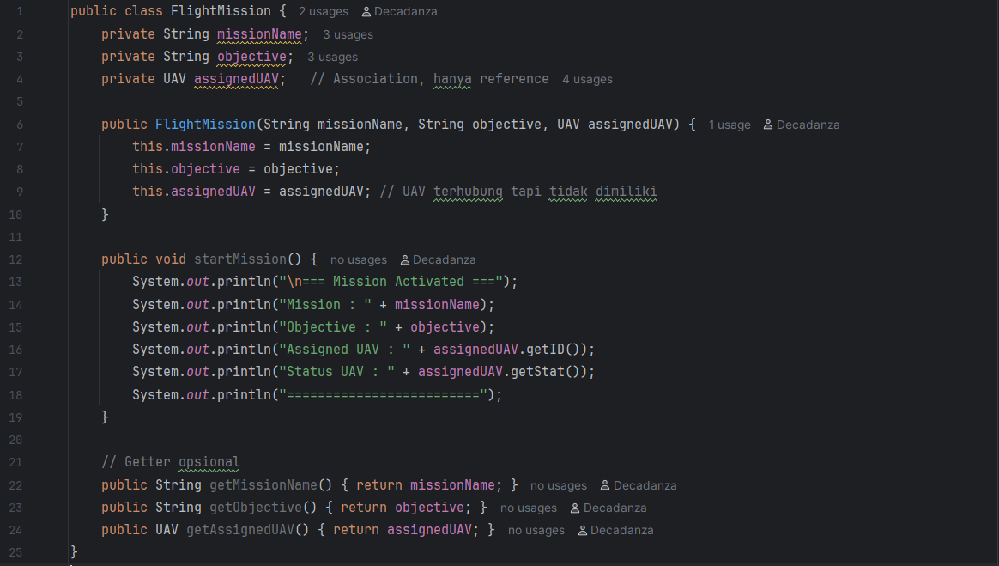 1 public class FlightMission { 2 usages Decadanza
2     private String missionName; 3 usages
3     private String objective; 3 usages
4     private UAV assignedUAV;   // Association, hanya reference 4 usages
5
6     public FlightMission(String missionName, String objective, UAV assignedUAV) { 1 usage Decadanza
7         this.missionName = missionName;
8         this.objective = objective;
9         this.assignedUAV = assignedUAV; // UAV terhubung tapi tidak dimiliki
10     }
11
12     public void startMission() { no usages Decadanza
13         System.out.println("\n=== Mission Activated ===");
14         System.out.println("Mission : " + missionName);
15         System.out.println("Objective : " + objective);
16         System.out.println("Assigned UAV : " + assignedUAV.getID());
17         System.out.println("Status UAV : " + assignedUAV.getStat());
18         System.out.println("=========================");
19     }
20
21     // Getter opsional
22     public String getMissionName() { return missionName; } no usages Decadanza
23     public String getObjective() { return objective; } no usages Decadanza
24     public UAV getAssignedUAV() { return assignedUAV; } no usages Decadanza
25 }